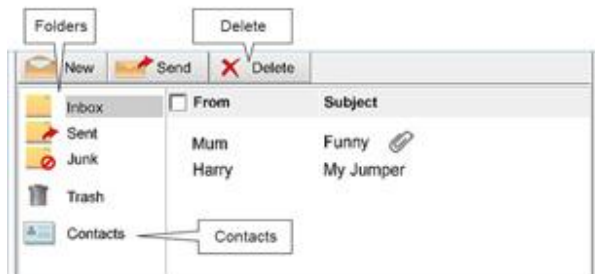 Folders Delete
New Send Delete
Inbox From Subject
Sent Mum Funny
Junk Harry My Jumper
Trash
Contacts Contacts